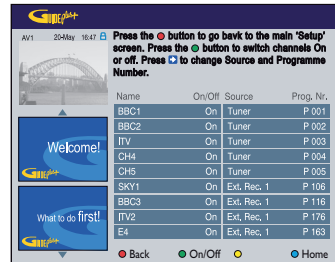 GUIDEplus+
AV1 20-May 16:47
Press the button to go bavk to the main 'Setup'
screen. Press the button to switch channels On
or off. Press to change Source and Programme
Number.
Name On/Off Source Prog. Nr.
BBC1 On Tuner P 001
BBC2 On Tuner P 002
ITV On Tuner P 003
CH4 On Tuner P 004
CH5 On Tuner P 005
SKY1 On Ext. Rec. 1 P 106
BBC3 On Ext. Rec. 1 P 116
ITV2 On Ext. Rec. 1 P 176
E4 On Ext. Rec. 1 P 163
Welcome!
GUIDEplus+
What to do first!
GUIDEplus+
Back On/Off Home